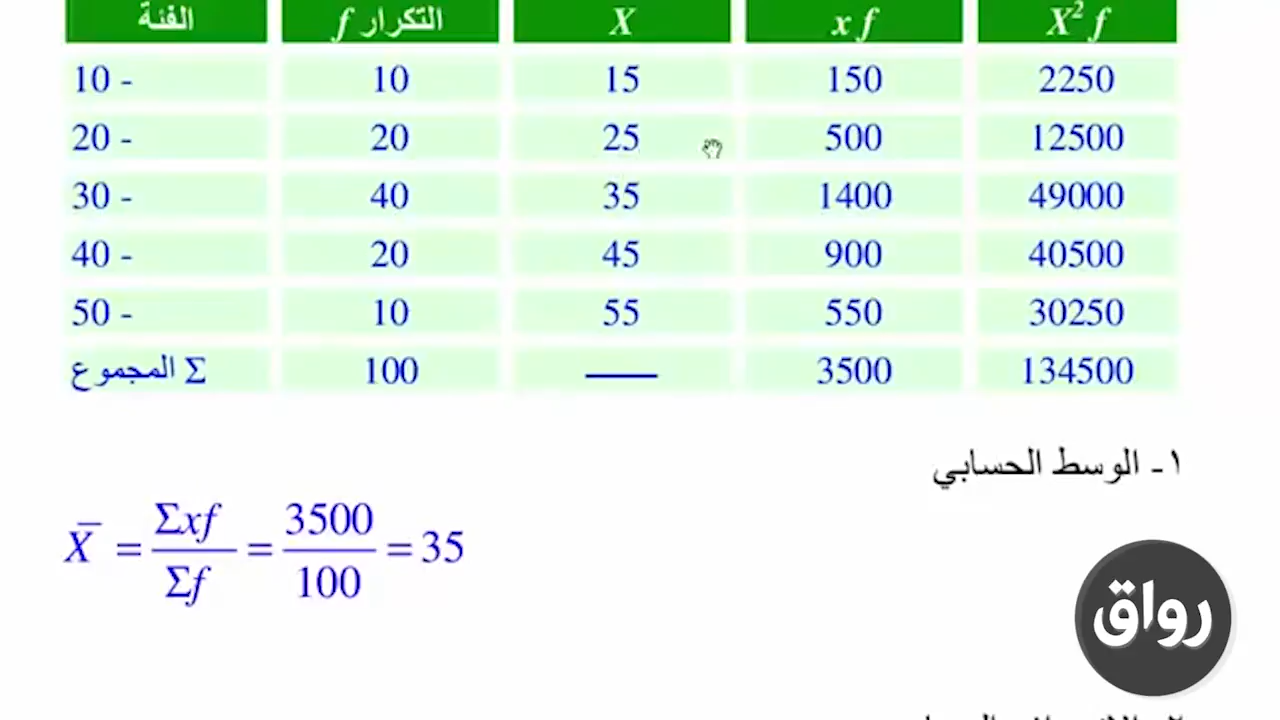 الفئة التكرار f X x f X² f
10 - 10 15 150 2250
20 - 20 25 500 12500
30 - 40 35 1400 49000
40 - 20 45 900 40500
50 - 10 55 550 30250
المجموع Σ 100 —— 3500 134500
١- الوسط الحسابي
X̄ = Σxf / Σf = 3500 / 100 = 35
رواق